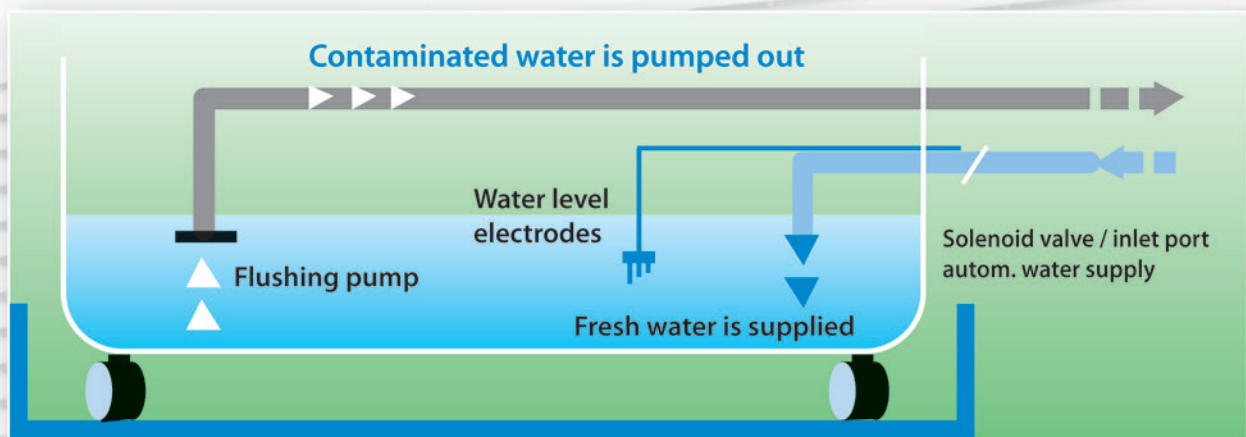 Contaminated water is pumped out
Water level
electrodes
Flushing pump
Solenoid valve / inlet port
autom. water supply
Fresh water is supplied